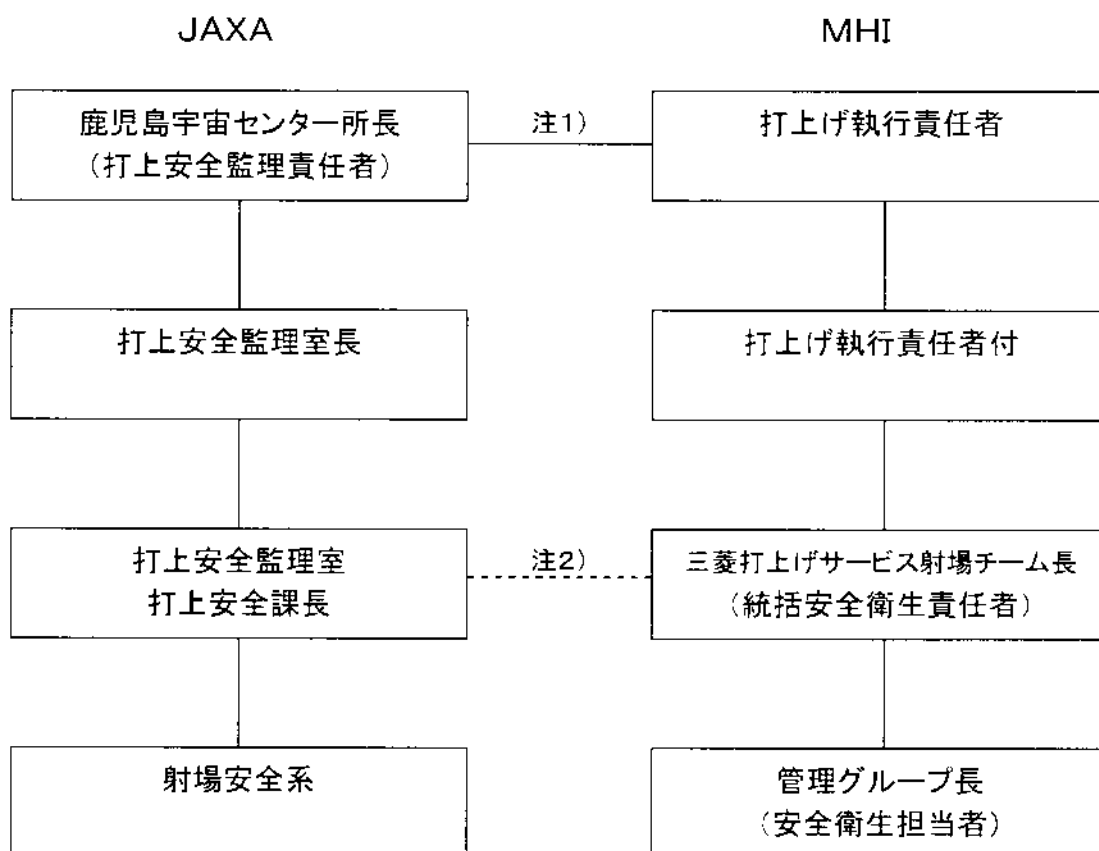 JAXA
MHI
鹿児島宇宙センター所長
(打上安全監理責任者)
注1)
打上げ執行責任者
打上安全監理室長
打上げ執行責任者付
打上安全監理室
打上安全課長
注2)
三菱打上げサービス射場チーム長
(統括安全衛生責任者)
射場安全系
管理グループ長
(安全衛生担当者)